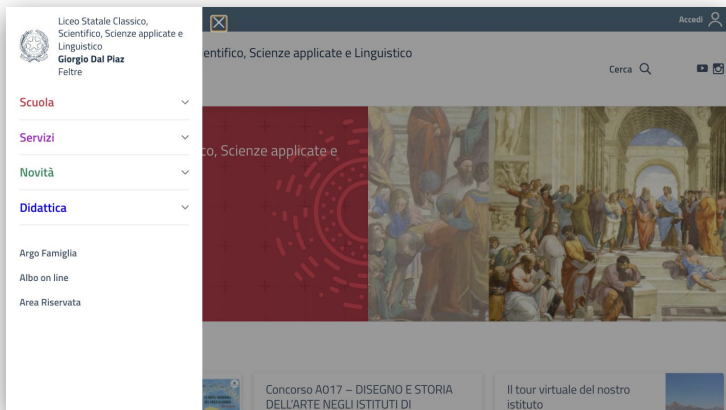 Liceo Statale Classico,
Scientifico, Scienze applicate e
Linguistico
Giorgio Dal Piaz
Feltre
Scuola
Servizi
Novità
Didattica
Argo Famiglia
Albo on line
Area Riservata
Accedi
entifico, Scienze applicate e Linguistico
Cerca
co, Scienze applicate e
Concorso A017 – DISEGNO E STORIA
DELL'ARTE NEGLI ISTITUTI DI
Il tour virtuale del nostro
istituto